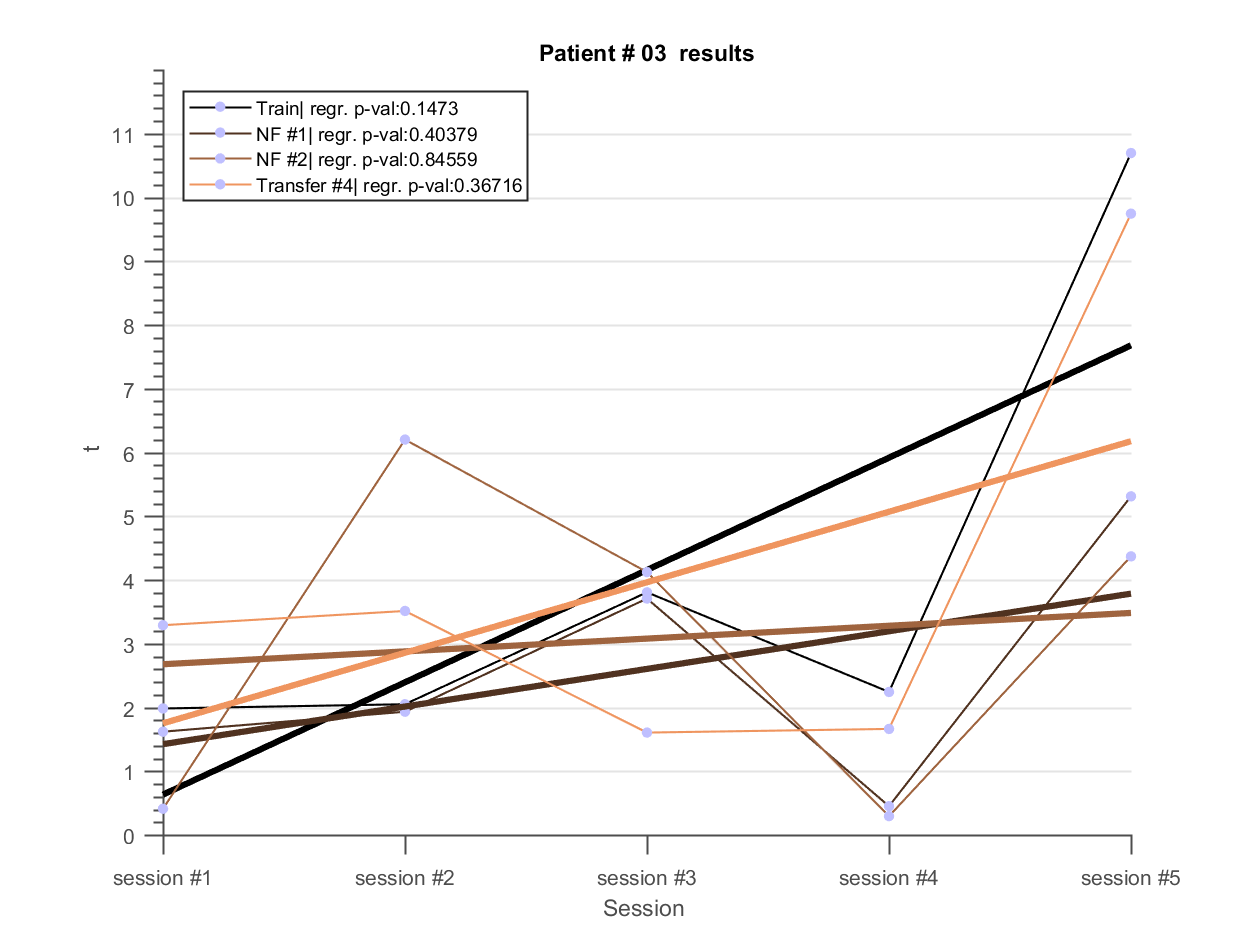 Patient # 03  results
Train| regr. p-val:0.1473
NF #1| regr. p-val:0.40379
NF #2| regr. p-val:0.84559
Transfer #4| regr. p-val:0.36716
11
10
9
8
7
6
5
4
3
2
1
0
t
session #1 session #2 session #3 session #4 session #5
Session